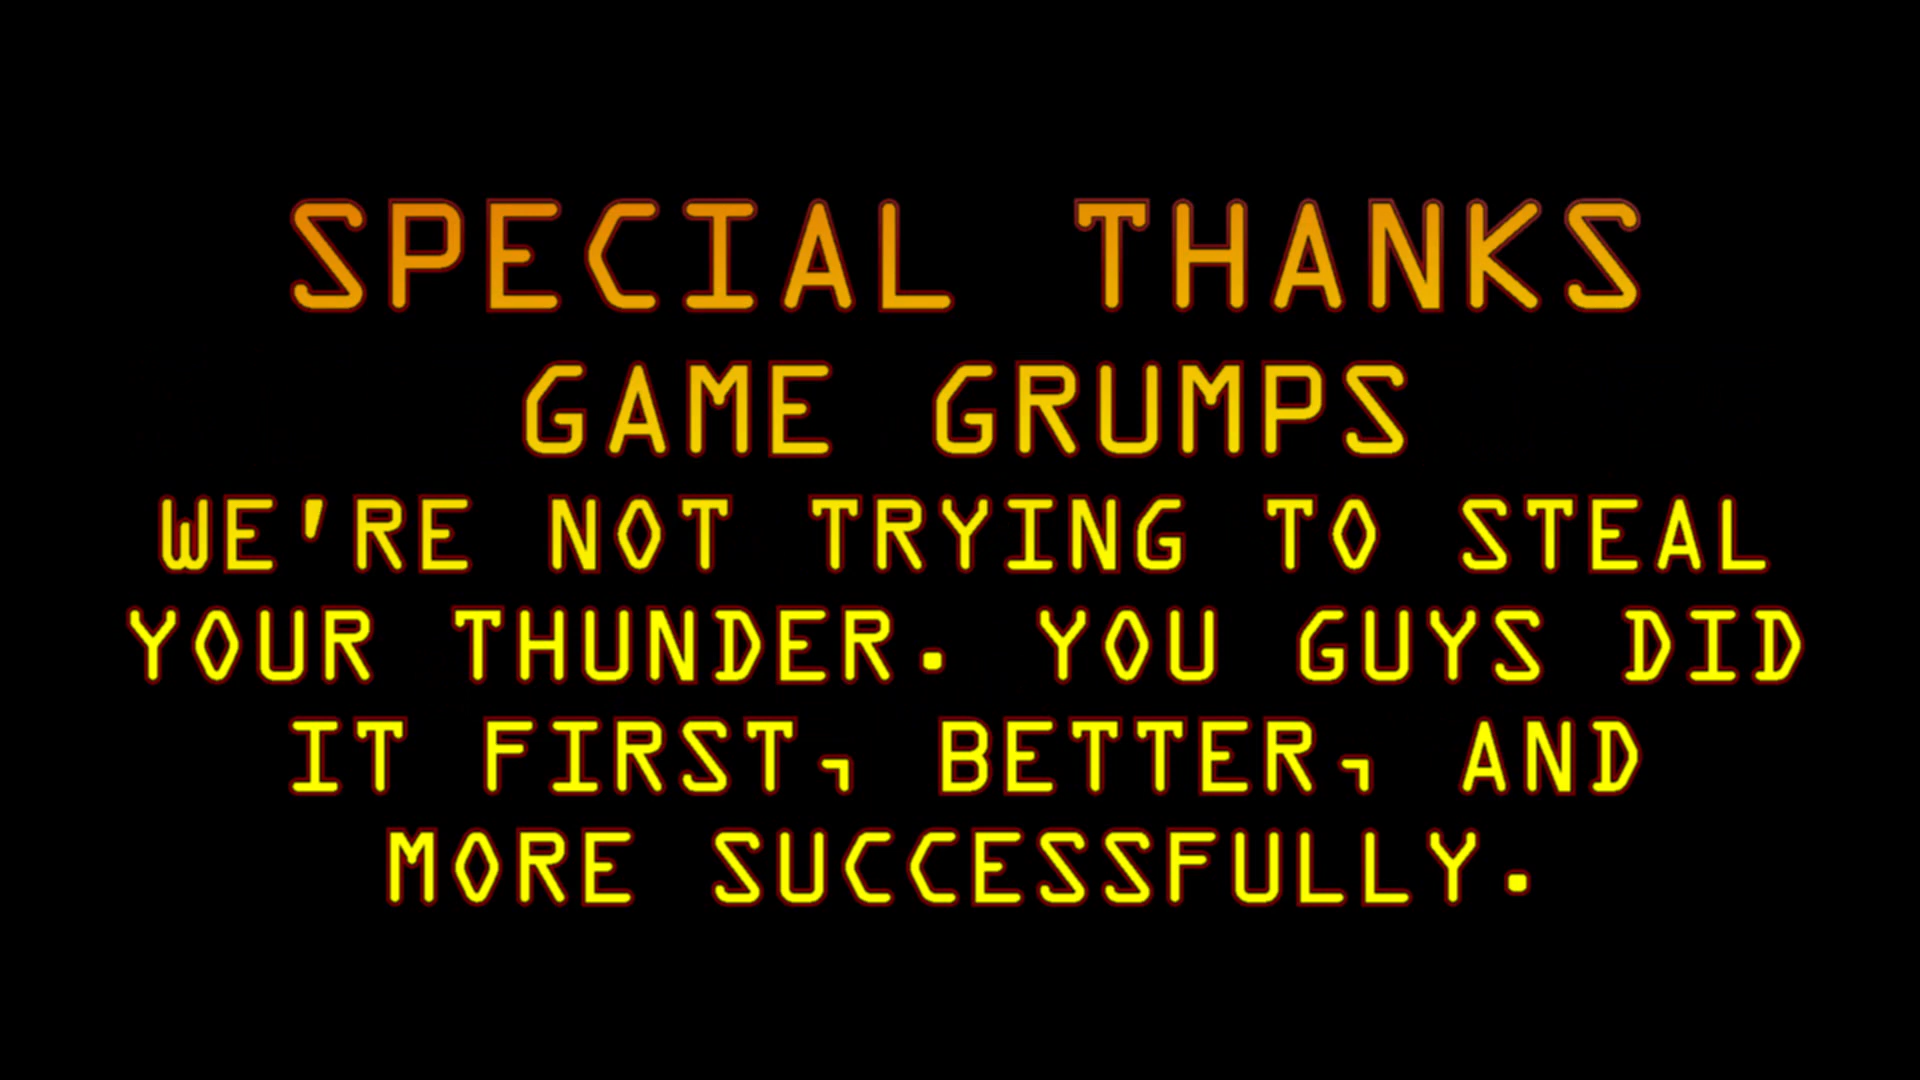 SPECIAL THANKS
GAME GRUMPS
WE'RE NOT TRYING TO STEAL
YOUR THUNDER. YOU GUYS DID
IT FIRST, BETTER, AND
MORE SUCCESSFULLY.